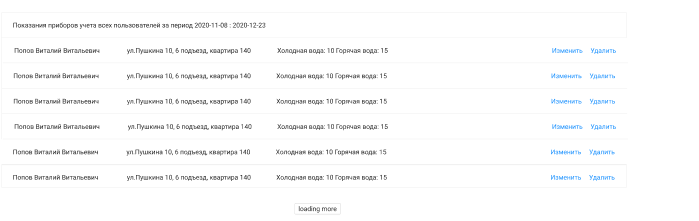 Показания приборов учета всех пользователей за период 2020-11-08 : 2020-12-23
Попов Виталий Витальевич ул.Пушкина 10, 6 подъезд, квартира 140 Холодная вода: 10 Горячая вода: 15 Изменить Удалить
Попов Виталий Витальевич ул.Пушкина 10, 6 подъезд, квартира 140 Холодная вода: 10 Горячая вода: 15 Изменить Удалить
Попов Виталий Витальевич ул.Пушкина 10, 6 подъезд, квартира 140 Холодная вода: 10 Горячая вода: 15 Изменить Удалить
Попов Виталий Витальевич ул.Пушкина 10, 6 подъезд, квартира 140 Холодная вода: 10 Горячая вода: 15 Изменить Удалить
Попов Виталий Витальевич ул.Пушкина 10, 6 подъезд, квартира 140 Холодная вода: 10 Горячая вода: 15 Изменить Удалить
Попов Виталий Витальевич ул.Пушкина 10, 6 подъезд, квартира 140 Холодная вода: 10 Горячая вода: 15 Изменить Удалить
loading more